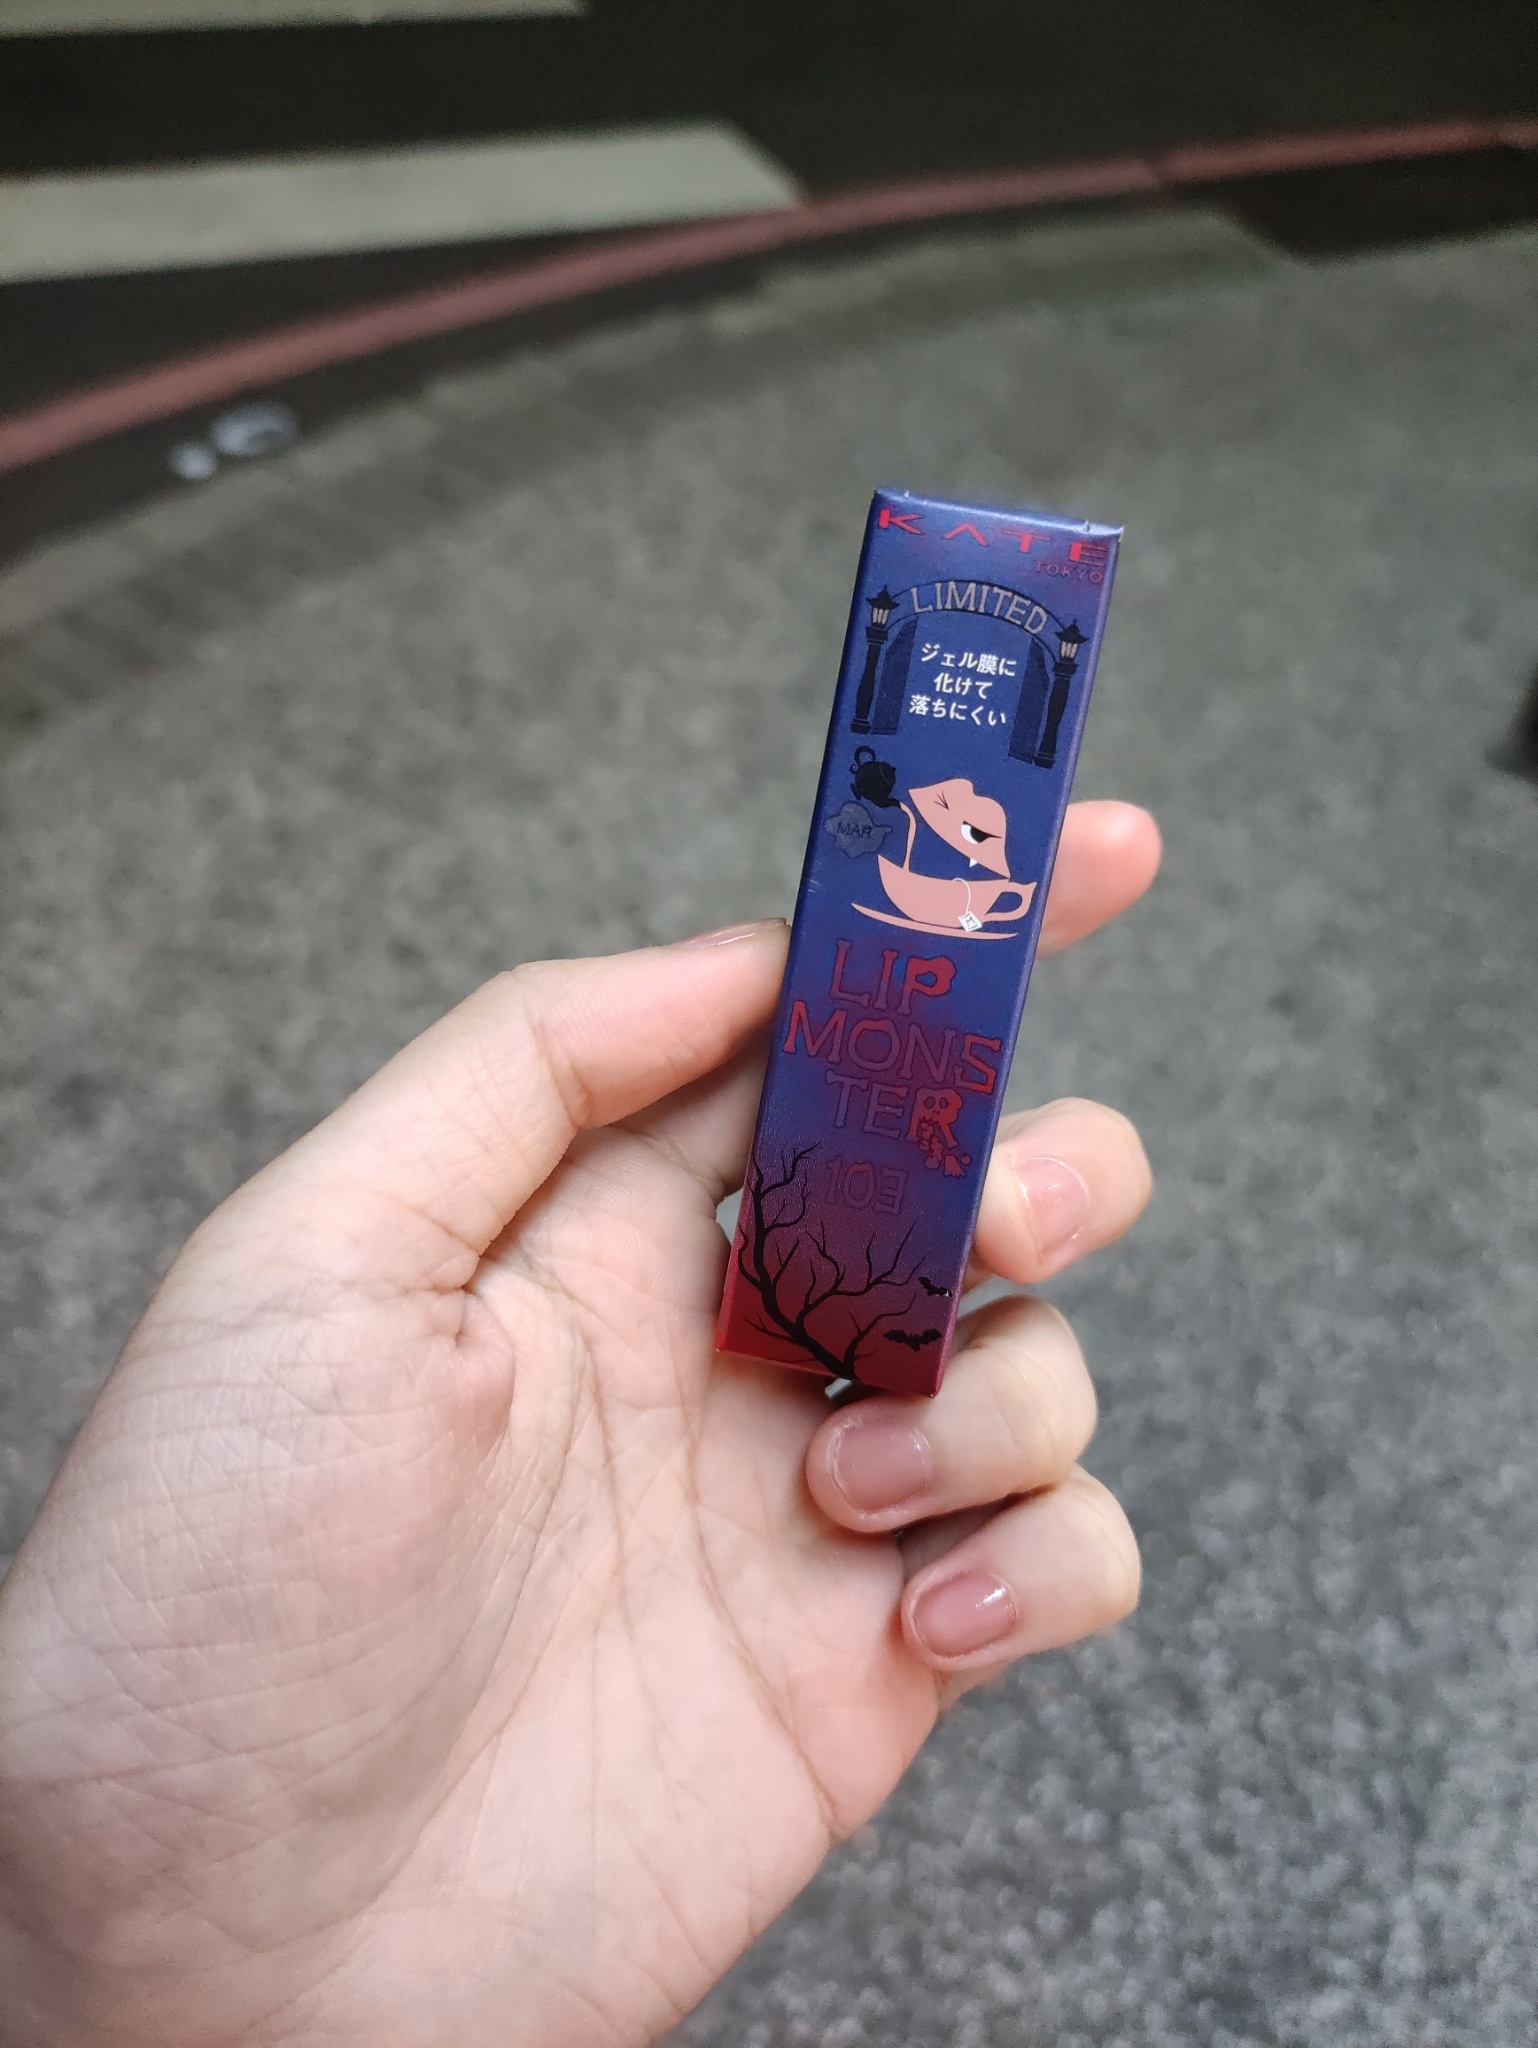 KATE
TOKYO
LIMITED
ジェル膜に
化けて
落ちにくい
MAR
LIP
MONS
TER
103